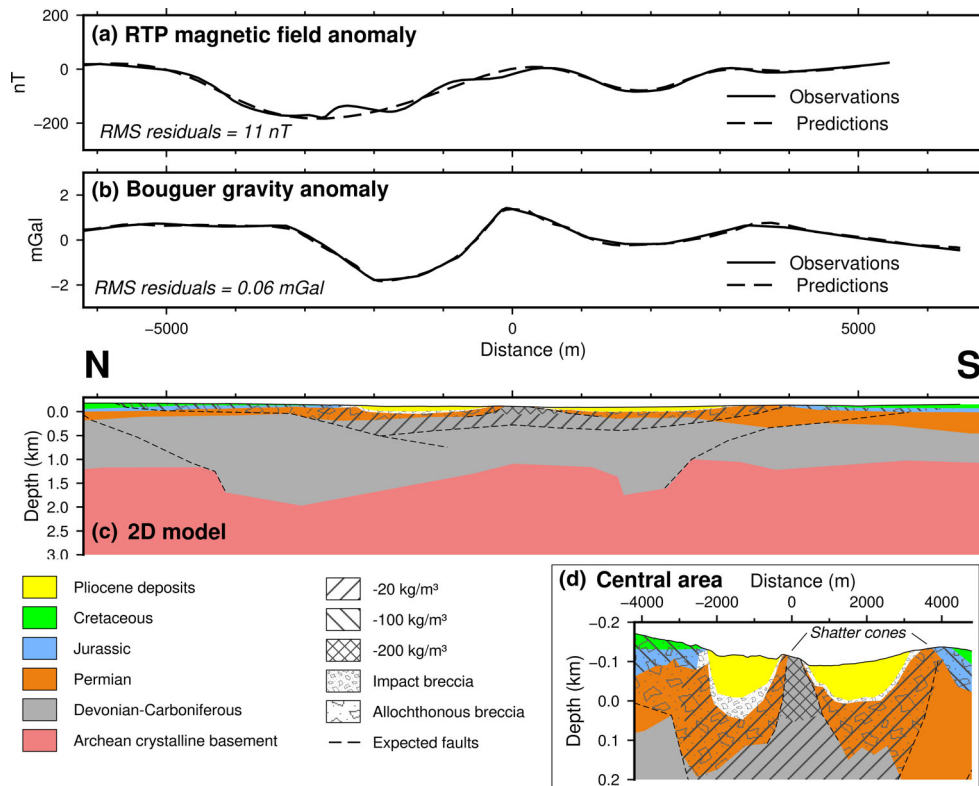 200
(a) RTP magnetic field anomaly
0
nT
Observations
Predictions
−200
RMS residuals = 11 nT
(b) Bouguer gravity anomaly
2
0
mGal
Observations
−2
RMS residuals = 0.06 mGal
Predictions
−5000 0 5000
Distance (m)
N S
0.0
0.5
1.0
1.5
2.0
2.5
3.0
Depth (km)
(c) 2D model
Pliocene deposits
Cretaceous
Jurassic
Permian
Devonian-Carboniferous
Archean crystalline basement
-20 kg/m³
-100 kg/m³
-200 kg/m³
Impact breccia
Allochthonous breccia
Expected faults
(d) Central area Distance (m)
−4000 −2000 0 2000 4000
−0.2
Shatter cones
−0.1
0.0
0.1
0.2
Depth (km)